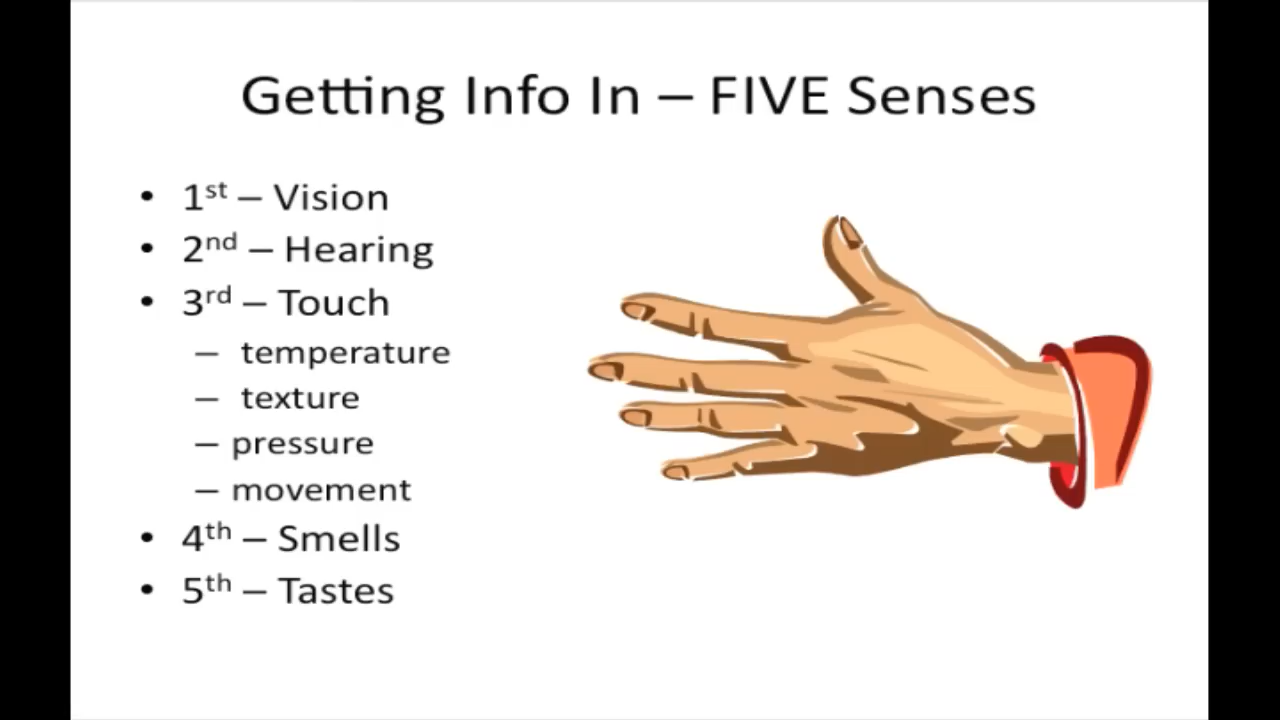 Getting Info In – FIVE Senses
• 1st – Vision
• 2nd – Hearing
• 3rd – Touch
– temperature
– texture
– pressure
– movement
• 4th – Smells
• 5th – Tastes